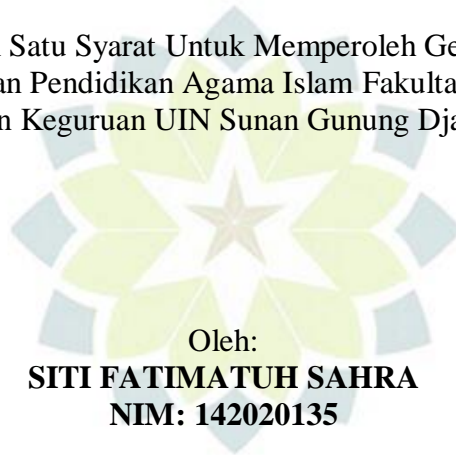 Satu Syarat Untuk Memperoleh
Pendidikan Agama Islam
Keguruan UIN Sunan Gunung
Oleh:
SITI FATIMATUH SAHRA
NIM: 142020135